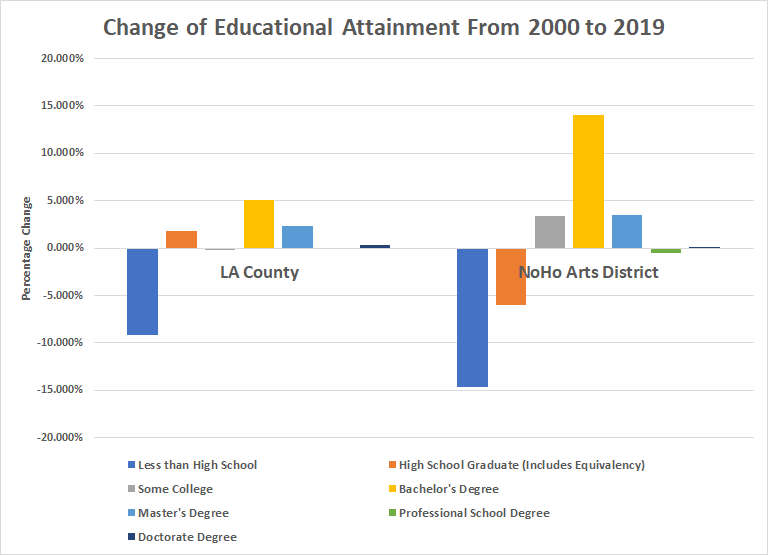 Change of Educational Attainment From 2000 to 2019
20.000%
15.000%
10.000%
5.000%
0.000%
-5.000%
-10.000%
-15.000%
-20.000%
Percentage Change
LA County
NoHo Arts District
Less than High School
High School Graduate (Includes Equivalency)
Some College
Bachelor's Degree
Master's Degree
Professional School Degree
Doctorate Degree